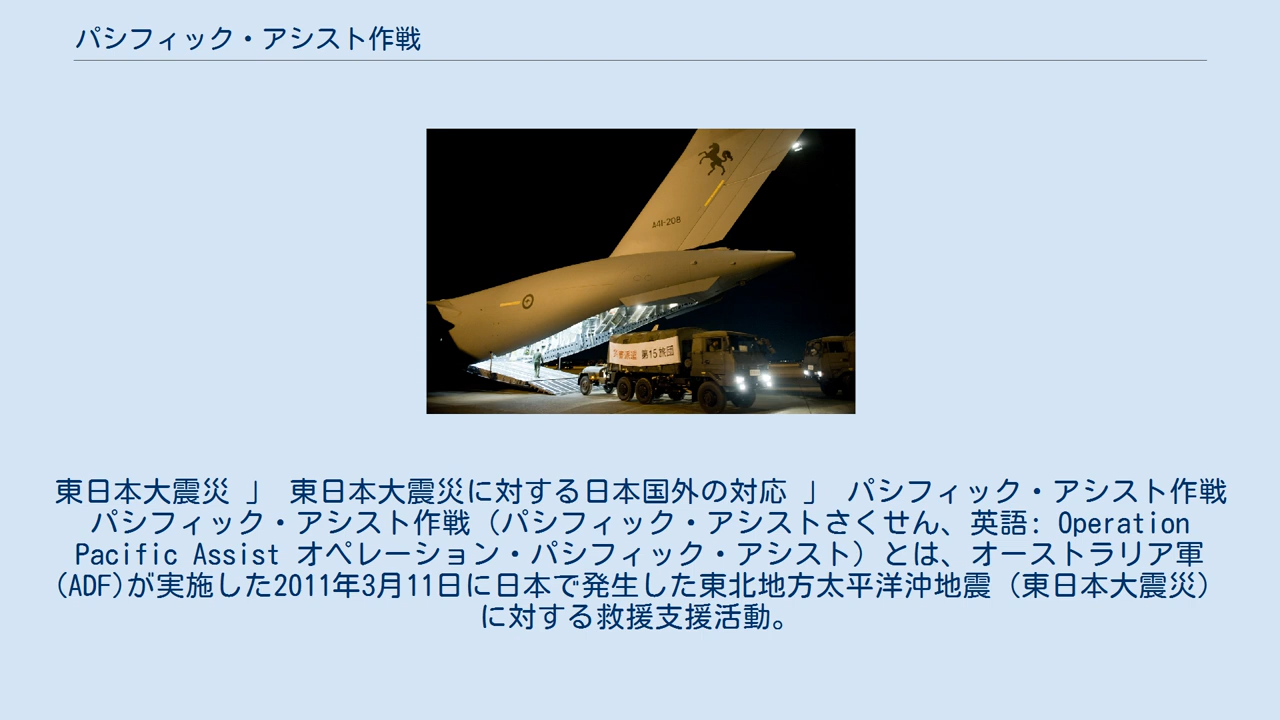 パシフィック・アシスト作戦
A41-208
災害派遣 第15旅団
東日本大震災 」 東日本大震災に対する日本国外の対応 」 パシフィック・アシスト作戦
パシフィック・アシスト作戦（パシフィック・アシストさくせん、英語: Operation
Pacific Assist オペレーション・パシフィック・アシスト）とは、オーストラリア軍
(ADF)が実施した2011年3月11日に日本で発生した東北地方太平洋沖地震（東日本大震災）
に対する救援支援活動。